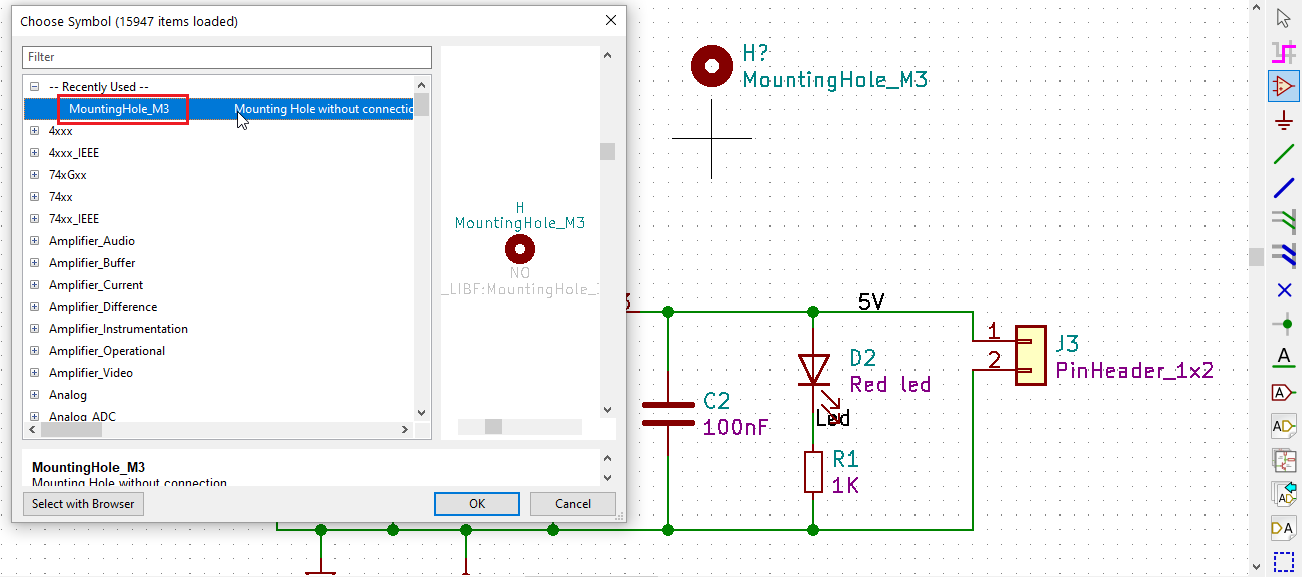 Choose Symbol (15947 items loaded)
Filter
-- Recently Used --
MountingHole_M3 Mounting Hole without connectio
4xxx
4xxx_IEEE
74xGxx
74xx
74xx_IEEE
Amplifier_Audio
Amplifier_Buffer
Amplifier_Current
Amplifier_Difference
Amplifier_Instrumentation
Amplifier_Operational
Amplifier_Video
Analog
Analog_ADC
H
MountingHole_M3
NO
_LIBF:MountingHole_
MountingHole_M3
Mounting Hole without connection
Select with Browser
OK
Cancel
H?
MountingHole_M3
5V
1
2
J3
PinHeader_1x2
D2
Red led
Led
C2
100nF
R1
1K
A
A
AD
A
DA